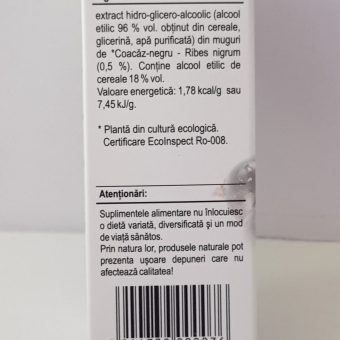 extract hidro-glicero-alcoolic (alcool
etilic 96 % vol. obținut din cereale,
glicerină, apă purificată) din muguri
de *Coacăz-negru - Ribes nigrum
(0,5 %). Conține alcool etilic de
cereale 18 % vol.
Valoare energetică: 1,78 kcal/g sau
7,45 kJ/g.
* Plantă din cultură ecologică.
Certificare EcoInspect Ro-008.
Atenționări:
Suplimentele alimentare nu înlocuiesc
o dietă variată, diversificată și un mod
de viață sănătos.
Prin natura lor, produsele naturale pot
prezenta ușoare depuneri care nu
afectează calitatea!